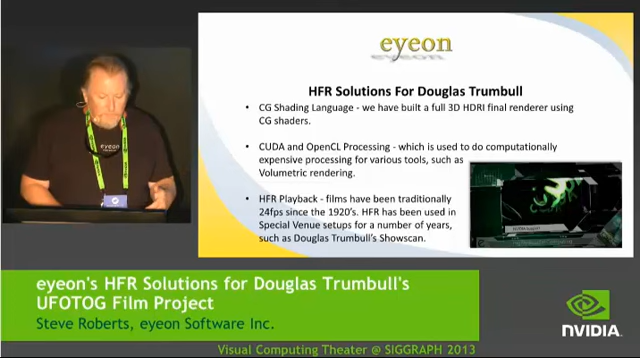 eyeon
HFR Solutions For Douglas Trumbull
• CG Shading Language - we have built a full 3D HDRI final renderer using
CG shaders.
• CUDA and OpenCL Processing - which is used to do computationally
expensive processing for various tools, such as
Volumetric rendering.
• HFR Playback - films have been traditionally
24fps since the 1920's. HFR has been used in
Special Venue setups for a number of years,
such as Douglas Trumbull's Showscan.
eyeon
eyeon's HFR Solutions for Douglas Trumbull's
UFOTOG Film Project
Steve Roberts, eyeon Software Inc.
NVIDIA.
Visual Computing Theater @ SIGGRAPH 2013